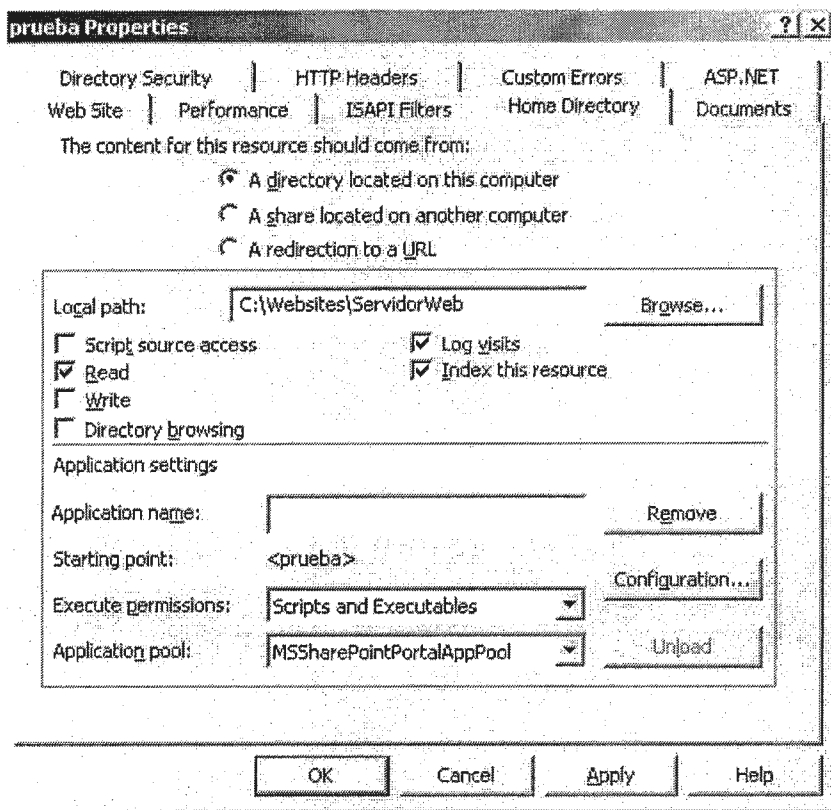 prueba Properties
Directory Security HTTP Headers Custom Errors ASP.NET
Web Site Performance ISAPI Filters Home Directory Documents
The content for this resource should come from:
A directory located on this computer
A share located on another computer
A redirection to a URL
Local path: C:\Websites\ServidorWeb Browse...
Script source access Log visits
Read Index this resource
Write
Directory browsing
Application settings
Application name: Remove
Starting point: <prueba>
Configuration...
Execute permissions: Scripts and Executables
Application pool: MSSharePointPortalAppPool Unload
OK Cancel Apply Help